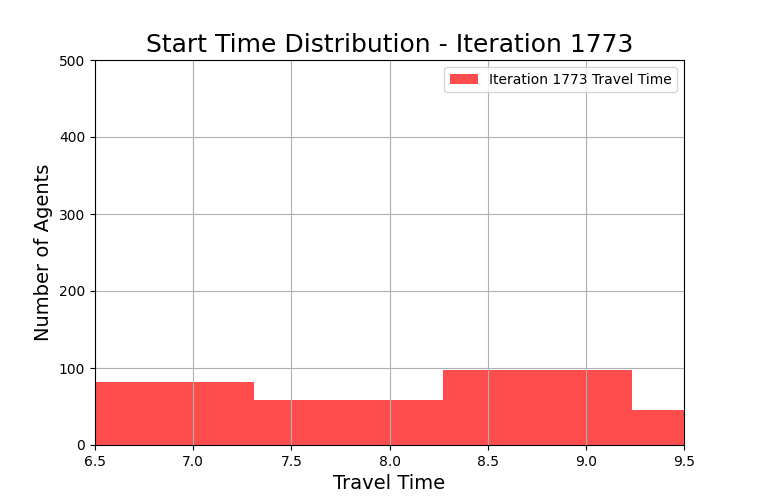 Start Time Distribution - Iteration 1773
Iteration 1773 Travel Time
Number of Agents
500
400
300
200
100
0
6.5 7.0 7.5 8.0 8.5 9.0 9.5
Travel Time